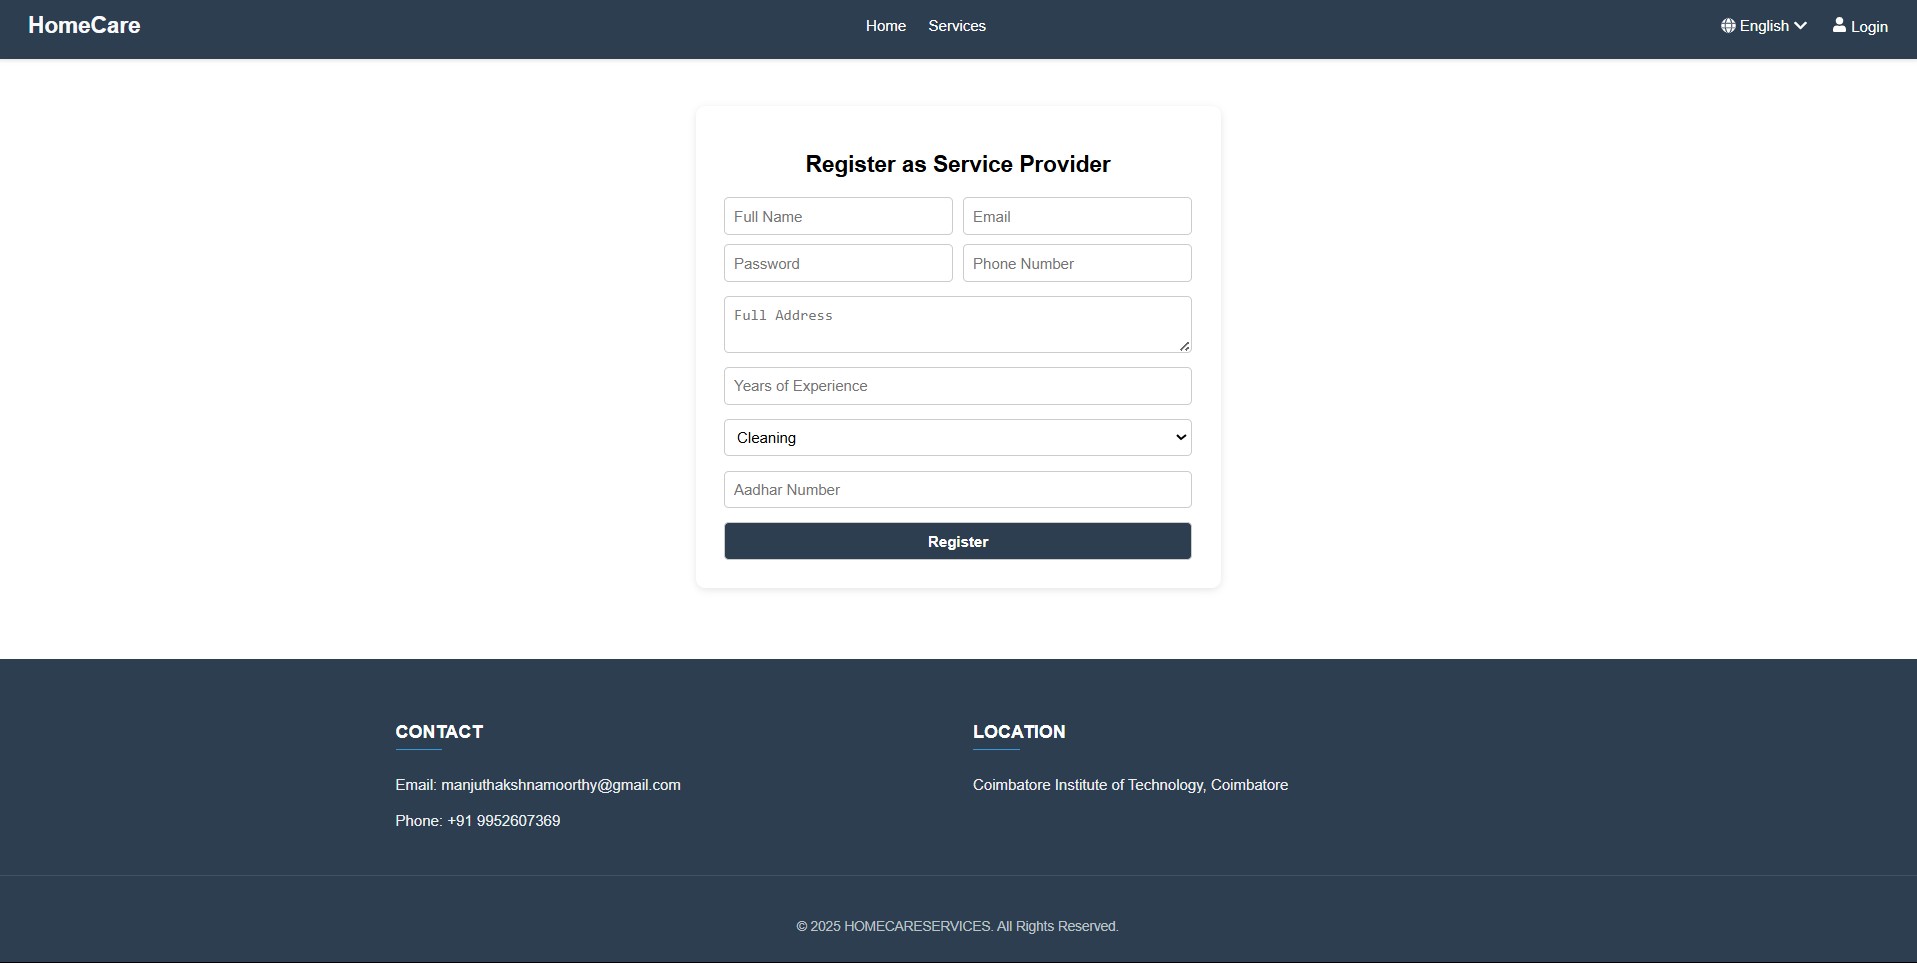 HomeCare
Home Services
English Login
Register as Service Provider
Full Name Email
Password Phone Number
Full Address
Years of Experience
Cleaning
Aadhar Number
Register
CONTACT LOCATION
Email: manjuthakshnamoorthy@gmail.com Coimbatore Institute of Technology, Coimbatore
Phone: +91 9952607369
© 2025 HOMECARESERVICES. All Rights Reserved.